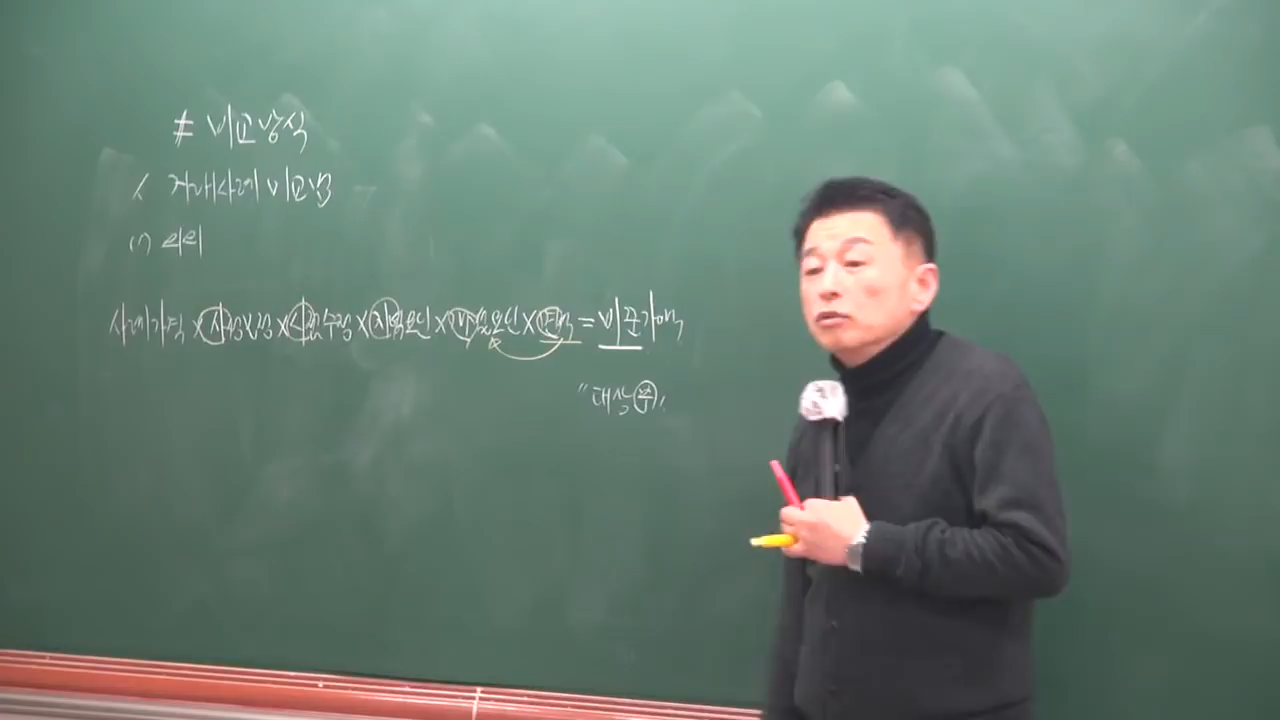 # 비교방식
1. 거래사례비교법
(1) 의의
사례가격 × 사정보정 × 시점수정 × 지역요인 × 개별요인 × 면적 = 비준가액
"대상(물)"